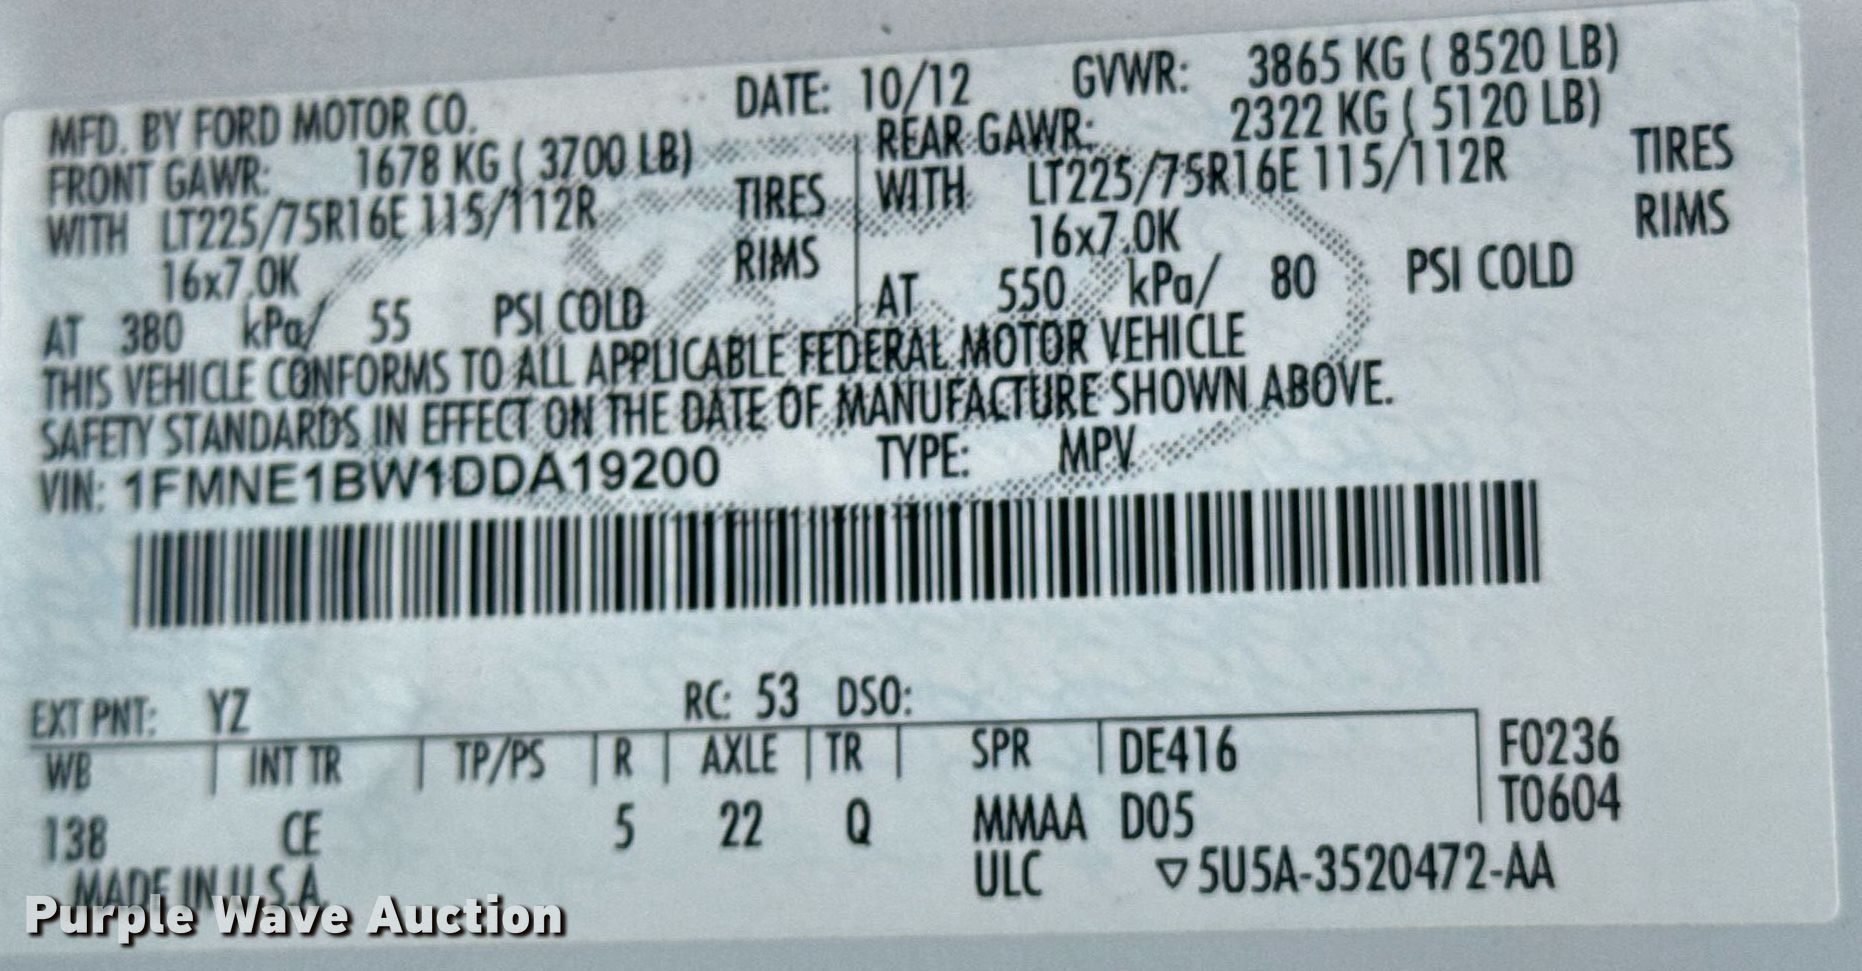 MFD. BY FORD MOTOR CO. DATE: 10/12 GVWR: 3865 KG ( 8520 LB)
FRONT GAWR: 1678 KG ( 3700 LB) REAR GAWR: 2322 KG ( 5120 LB)
WITH LT225/75R16E 115/112R TIRES WITH LT225/75R16E 115/112R TIRES
16x7.0K RIMS 16x7.0K RIMS
AT 380 kPa/ 55 PSI COLD AT 550 kPa/ 80 PSI COLD
THIS VEHICLE CONFORMS TO ALL APPLICABLE FEDERAL MOTOR VEHICLE
SAFETY STANDARDS IN EFFECT ON THE DATE OF MANUFACTURE SHOWN ABOVE.
VIN: 1FMNE1BW1DDA19200 TYPE: MPV
EXT PNT: YZ RC: 53 DSO:
WB INT TR TP/PS R AXLE TR SPR DE416 F0236
T0604
138 CE 5 22 Q MMAA D05
MADE IN U.S.A. ULC ▽5U5A-3520472-AA
Purple Wave Auction